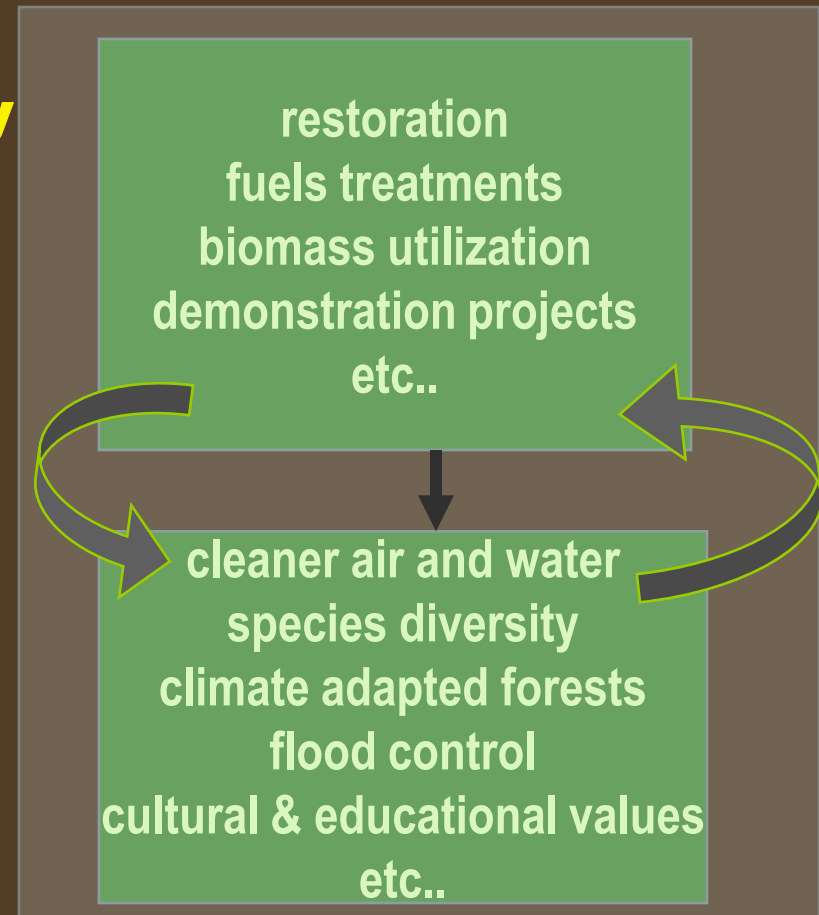 restoration
fuels treatments
biomass utilization
demonstration projects
etc..
cleaner air and water
species diversity
climate adapted forests
flood control
cultural & educational values
etc..